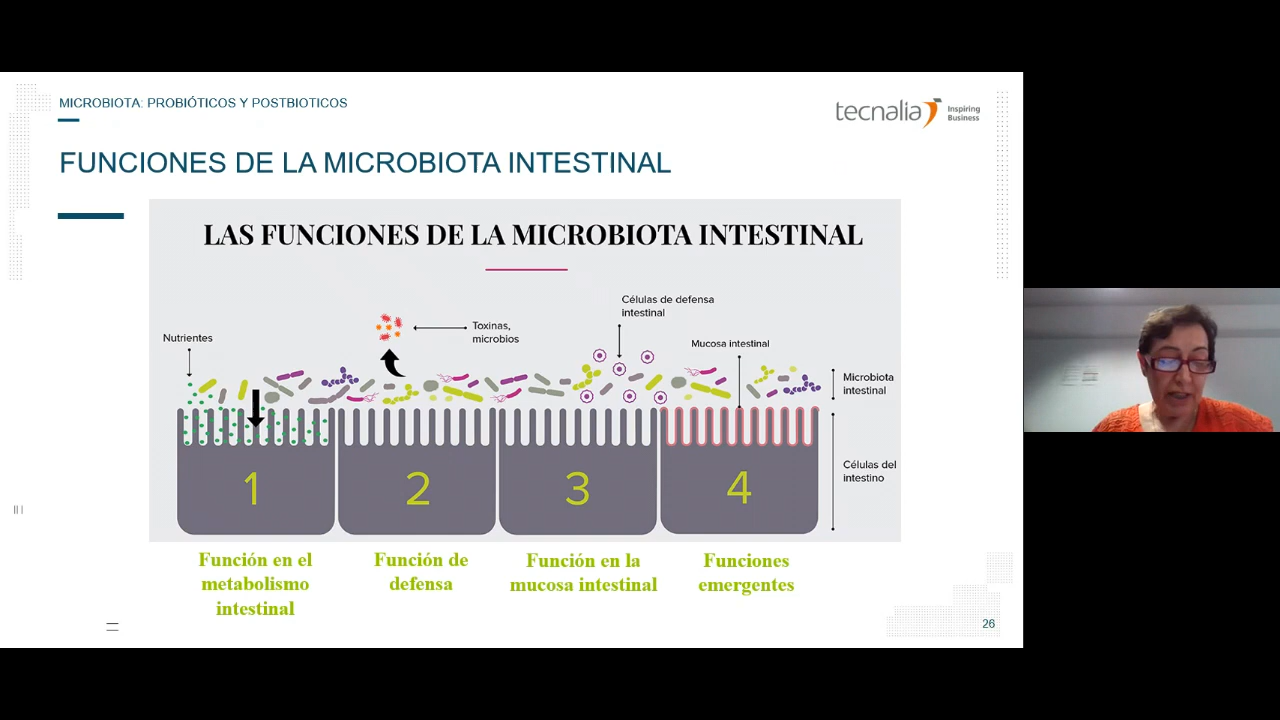 MICROBIOTA: PROBIÓTICOS Y POSTBIOTICOS
tecnalia
Inspiring
Business
FUNCIONES DE LA MICROBIOTA INTESTINAL
LAS FUNCIONES DE LA MICROBIOTA INTESTINAL
Células de defensa
intestinal
Nutrientes
Toxinas,
microbios
Mucosa intestinal
Microbiota
intestinal
Células del
intestino
1
2
3
4
Función en el
metabolismo
intestinal
Función de
defensa
Función en la
mucosa intestinal
Funciones
emergentes
26